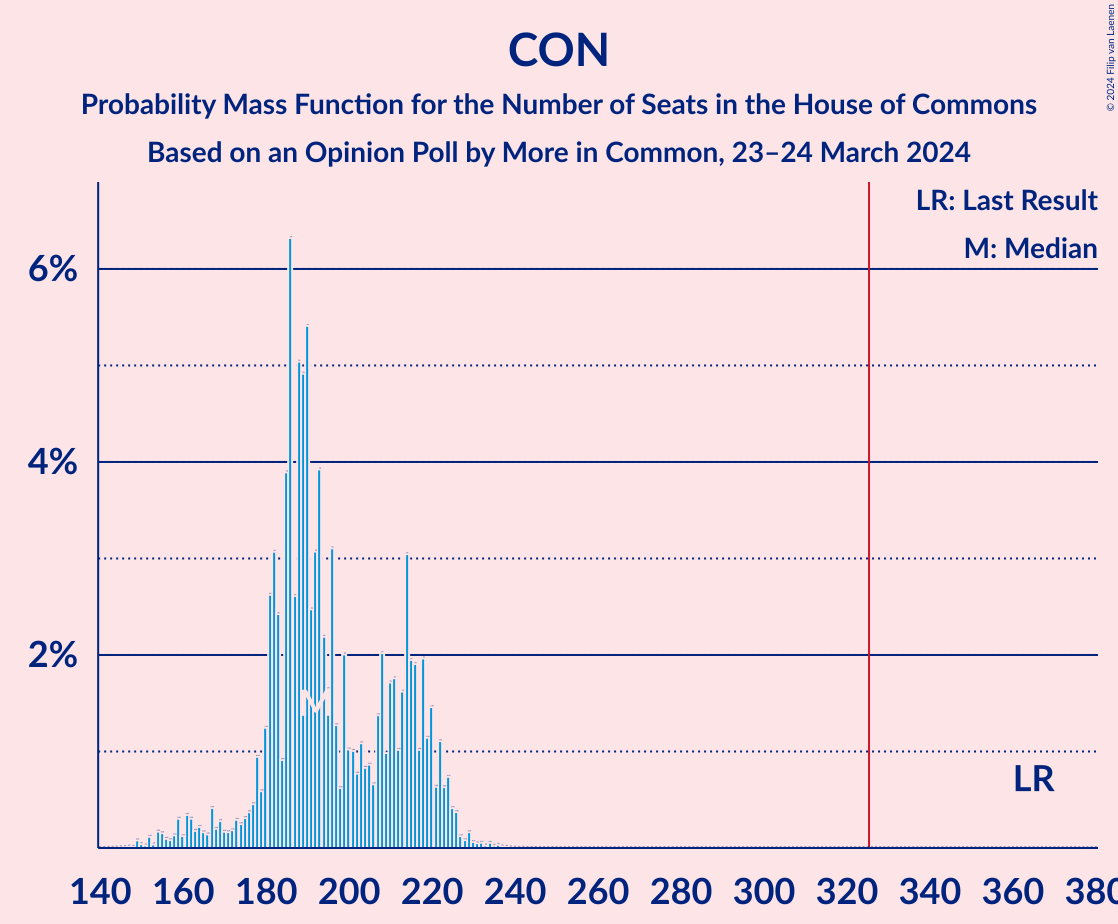 CON
Probability Mass Function for the Number of Seats in the House of Commons
Based on an Opinion Poll by More in Common, 23–24 March 2024
© 2024 Filip van Laenen
LR: Last Result
M: Median
6%
4%
2%
M
LR
140 160 180 200 220 240 260 280 300 320 340 360 380